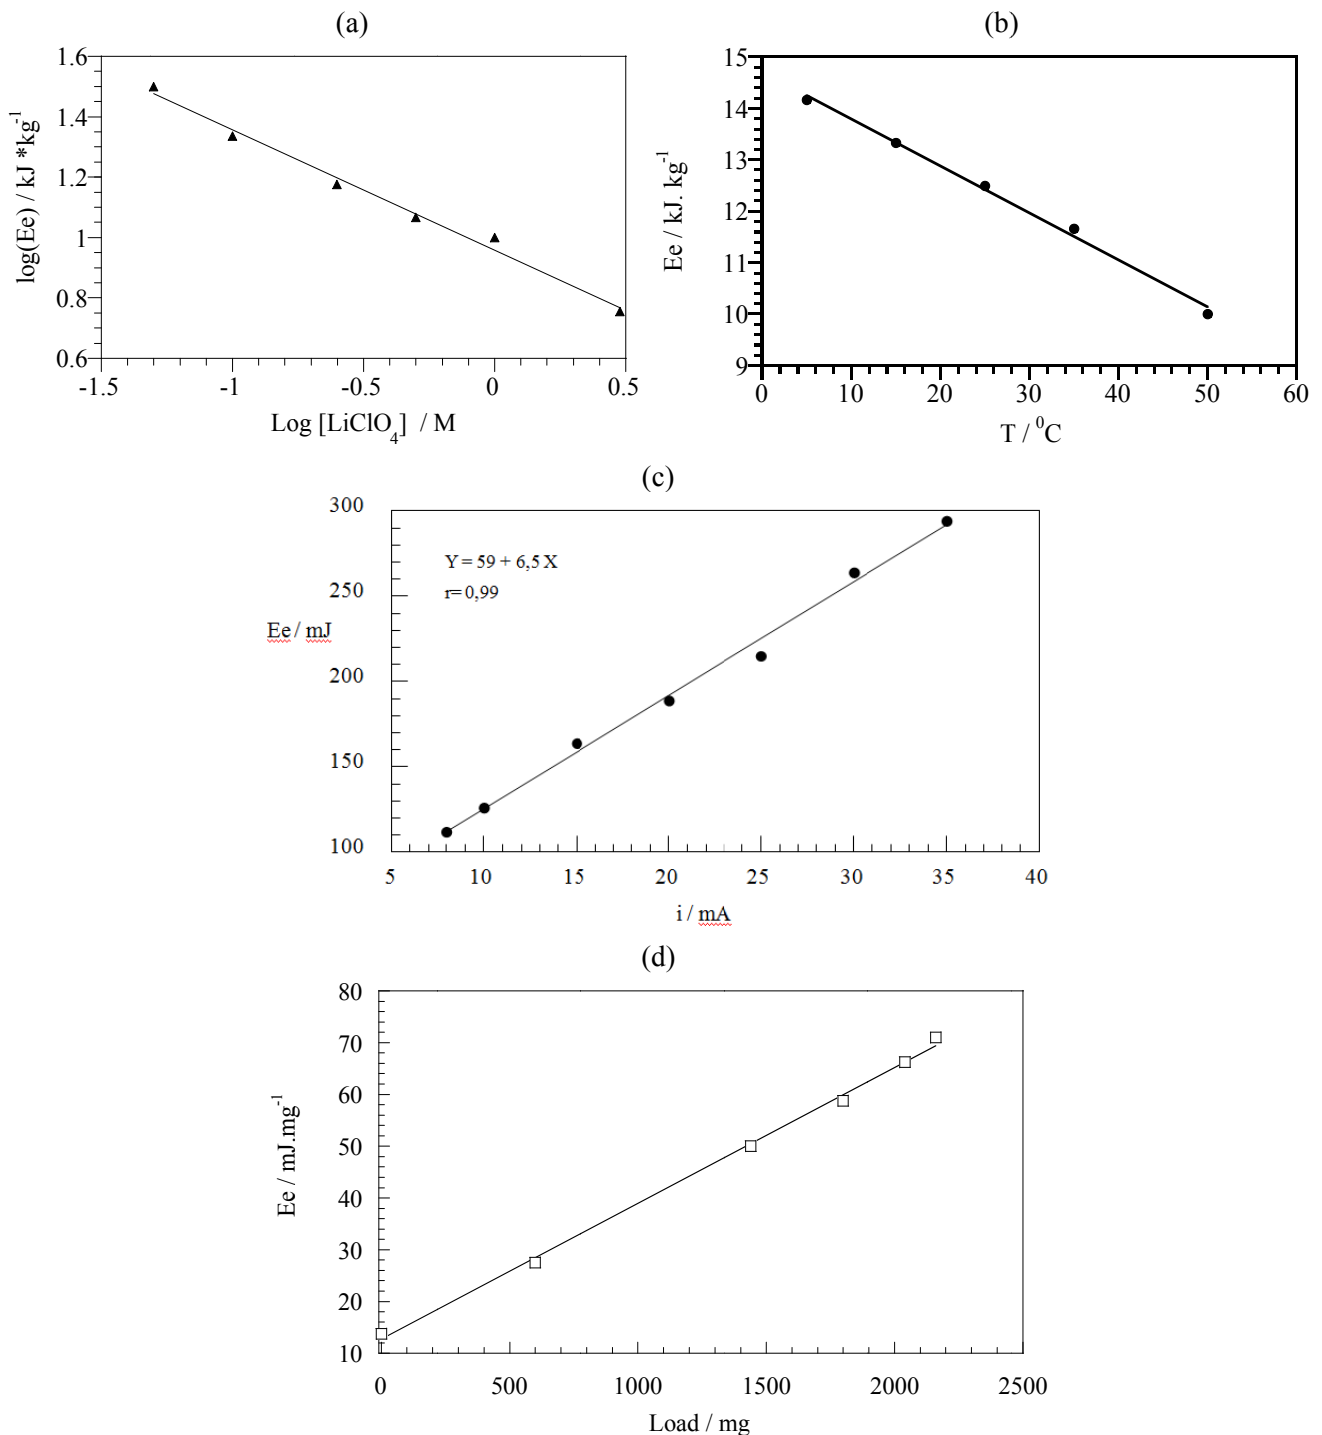 (a)
1.6
1.4
1.2
1
0.8
0.6
log(Ee) / kJ *kg-1
-1.5 -1 -0.5 0 0.5
Log [LiClO4] / M
(b)
15
14
13
12
11
10
9
Ee / kJ. kg-1
0 10 20 30 40 50 60
T / 0C
(c)
300
250
200
150
100
Y = 59 + 6,5 X
r= 0,99
Ee / mJ
5 10 15 20 25 30 35 40
i / mA
(d)
80
70
60
50
40
30
20
10
Ee / mJ.mg-1
0 500 1000 1500 2000 2500
Load / mg